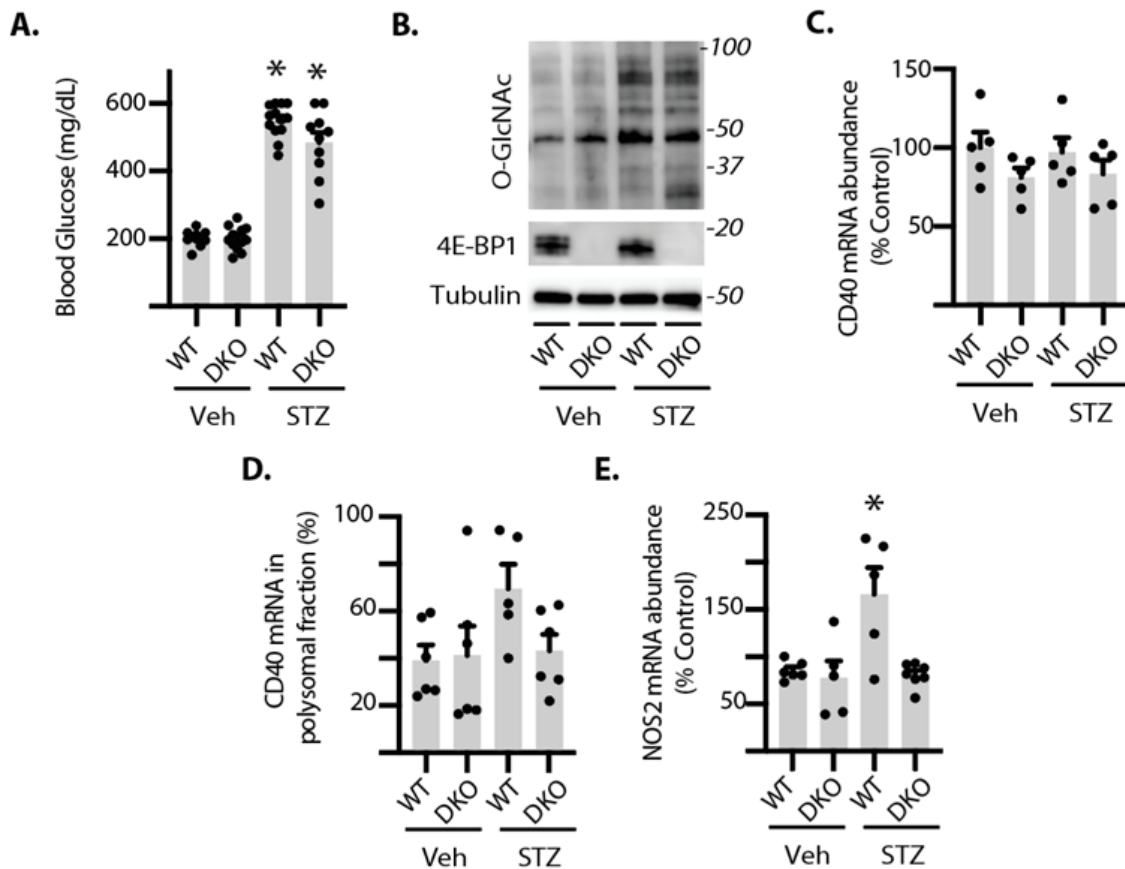 A.
Blood Glucose (mg/dL)
600
400
200
* *
WT DKO WT DKO
Veh STZ
B.
O-GlcNAc
-100
-50
-37
-20
4E-BP1
Tubulin
-50
WT DKO WT DKO
Veh STZ
C.
CD40 mRNA abundance
(% Control)
150
100
50
WT DKO WT DKO
Veh STZ
D.
CD40 mRNA in
polysomal fraction (%)
100
60
20
WT DKO WT DKO
Veh STZ
E.
NOS2 mRNA abundance
(% Control)
250
150
50
*
WT DKO WT DKO
Veh STZ